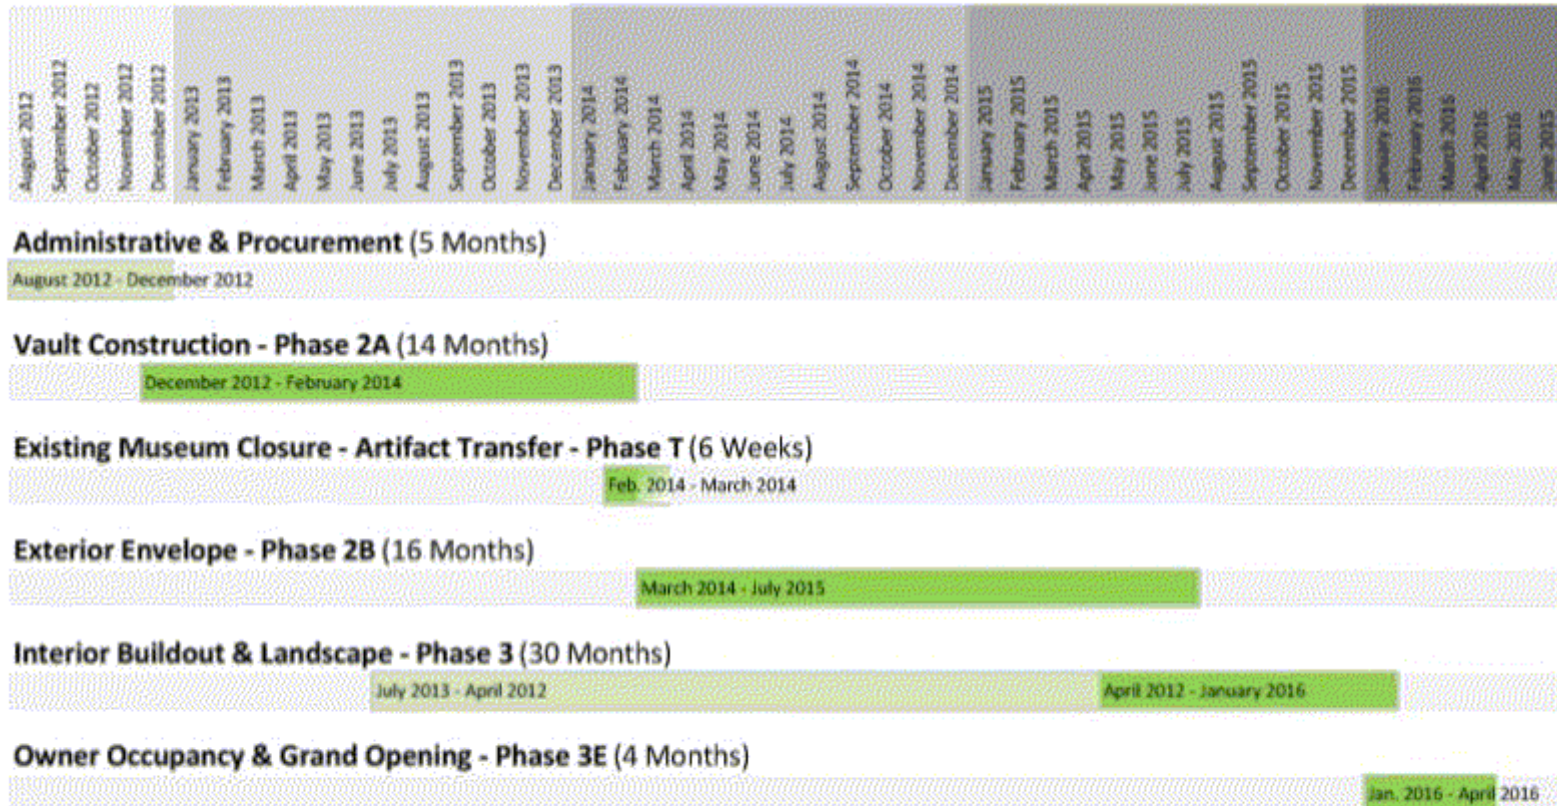 August 2012
September 2012
October 2012
November 2012
December 2012
January 2013
February 2013
March 2013
April 2013
May 2013
June 2013
July 2013
August 2013
September 2013
October 2013
November 2013
December 2013
January 2014
February 2014
March 2014
April 2014
May 2014
June 2014
July 2014
August 2014
September 2014
October 2014
November 2014
December 2014
January 2015
February 2015
March 2015
April 2015
May 2015
June 2015
July 2015
August 2015
September 2015
October 2015
November 2015
December 2015
January 2016
February 2016
March 2016
April 2016
May 2016
June 2015
Administrative & Procurement (5 Months)
August 2012 - December 2012
Vault Construction - Phase 2A (14 Months)
December 2012 - February 2014
Existing Museum Closure - Artifact Transfer - Phase T (6 Weeks)
Feb. 2014 - March 2014
Exterior Envelope - Phase 2B (16 Months)
March 2014 - July 2015
Interior Buildout & Landscape - Phase 3 (30 Months)
July 2013 - April 2012
April 2012 - January 2016
Owner Occupancy & Grand Opening - Phase 3E (4 Months)
Jan. 2016 - April 2016